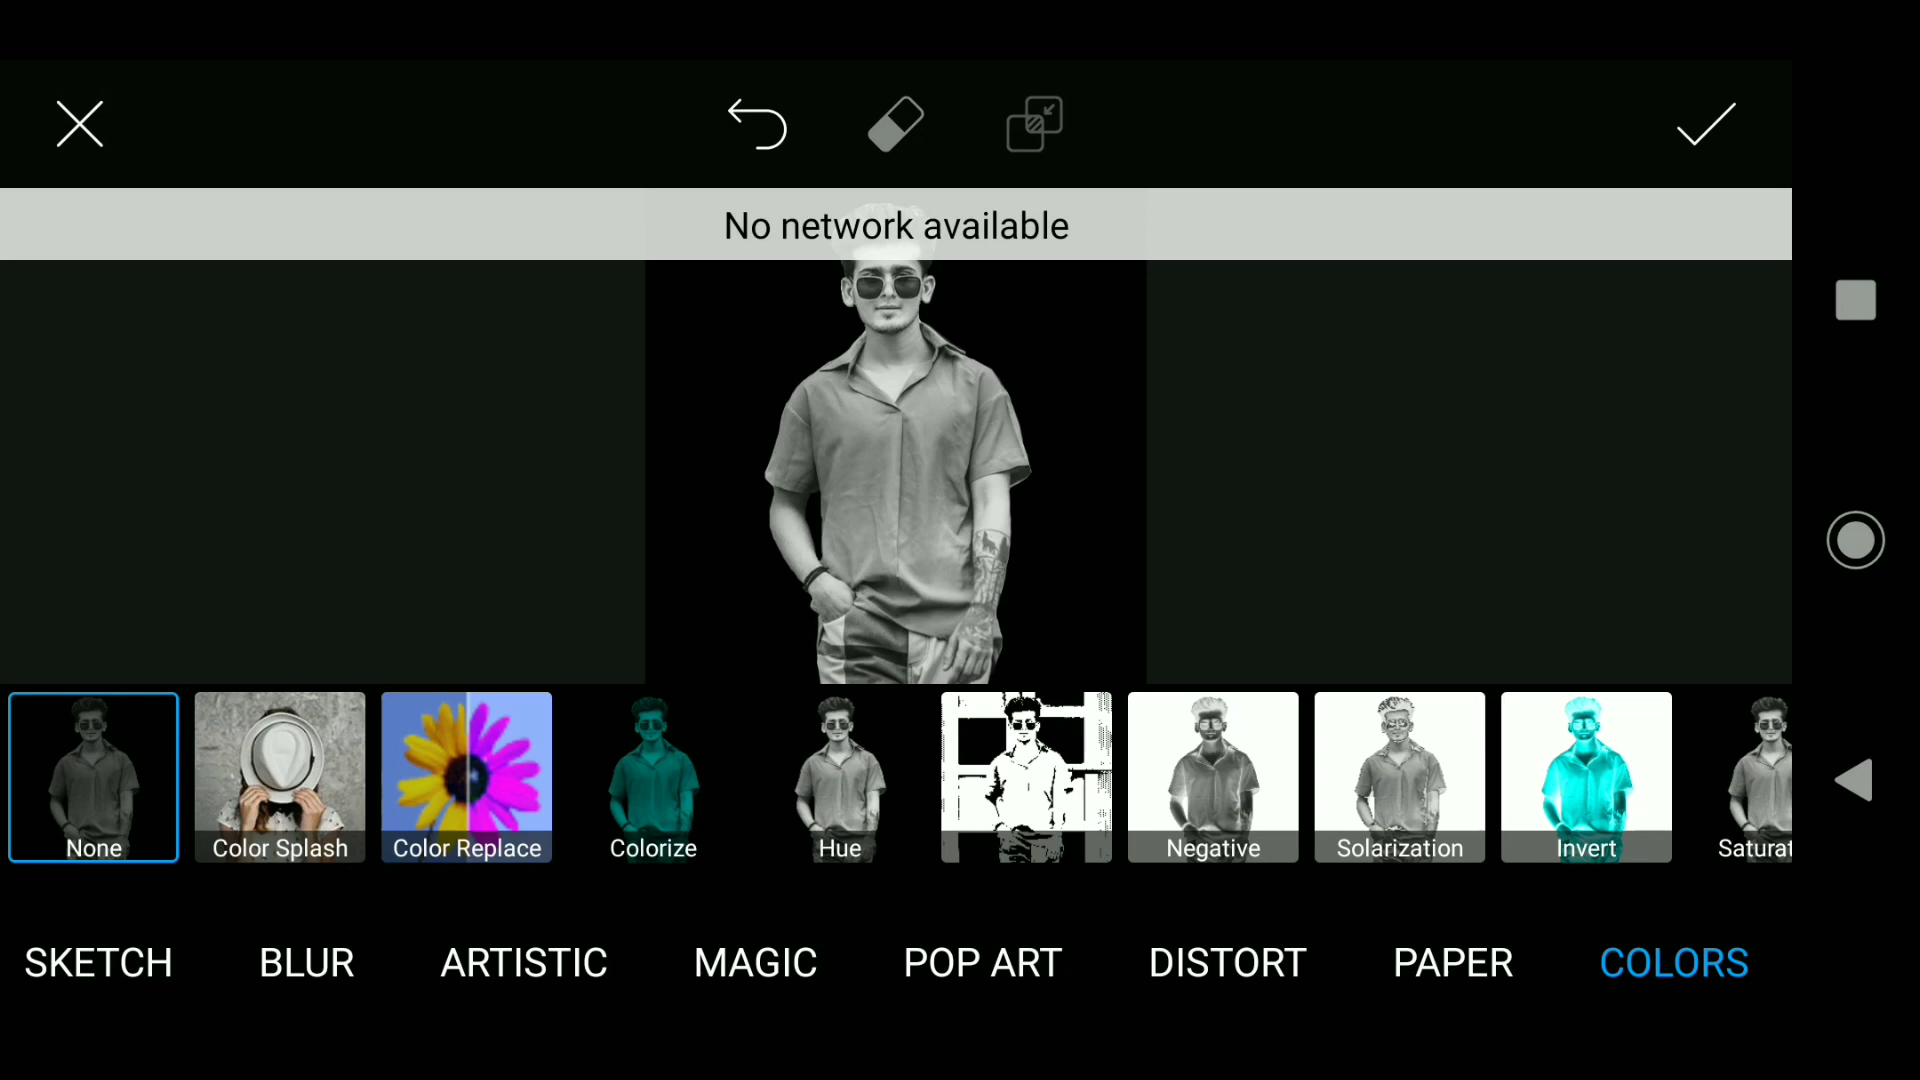 No network available
None
Color Splash
Color Replace
Colorize
Hue
Negative
Solarization
Invert
Saturat
SKETCH
BLUR
ARTISTIC
MAGIC
POP ART
DISTORT
PAPER
COLORS